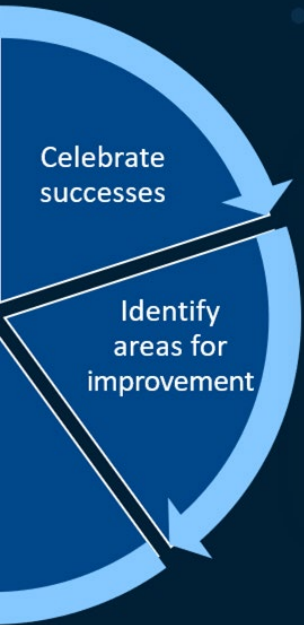 Celebrate
successes
Identify
areas for
improvement